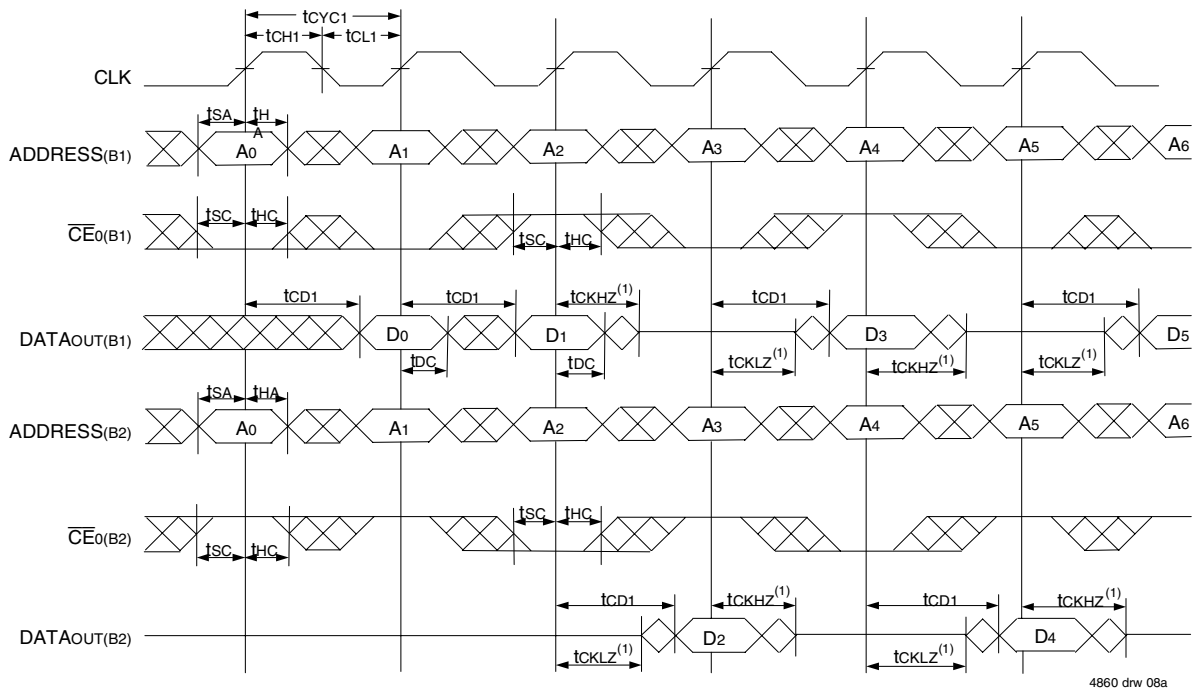 tCYC1
tCH1 tCL1
CLK
tSA tH
A
ADDRESS(B1) A0 A1 A2 A3 A4 A5 A6
tSC tHC
CE0(B1)
tSC tHC
tCD1 tCD1 tCKHZ(1) tCD1 tCD1
DATAOUT(B1) D0 D1 D3 D5
tDC tDC tCKLZ(1) tCKHZ(1) tCKLZ(1)
tSA tHA
ADDRESS(B2) A0 A1 A2 A3 A4 A5 A6
tSC tHC
CE0(B2)
tSC tHC
tCD1 tCKHZ(1) tCD1 tCKHZ(1)
DATAOUT(B2) D2 D4
tCKLZ(1) tCKLZ(1)
4860 drw 08a